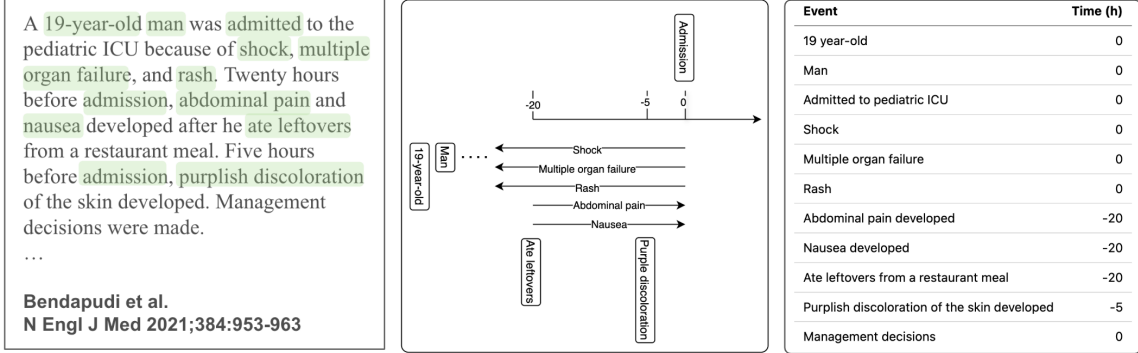 A 19-year-old man was admitted to the
pediatric ICU because of shock, multiple
organ failure, and rash. Twenty hours
before admission, abdominal pain and
nausea developed after he ate leftovers
from a restaurant meal. Five hours
before admission, purplish discoloration
of the skin developed. Management
decisions were made.
…
Bendapudi et al.
N Engl J Med 2021;384:953-963
Admission
-20
-5
0
Shock
Multiple organ failure
Rash
Abdominal pain
Nausea
19-year-old
Man
....
Ate leftovers
Purple discoloration
Event Time (h)
19 year-old 0
Man 0
Admitted to pediatric ICU 0
Shock 0
Multiple organ failure 0
Rash 0
Abdominal pain developed -20
Nausea developed -20
Ate leftovers from a restaurant meal -20
Purplish discoloration of the skin developed -5
Management decisions 0